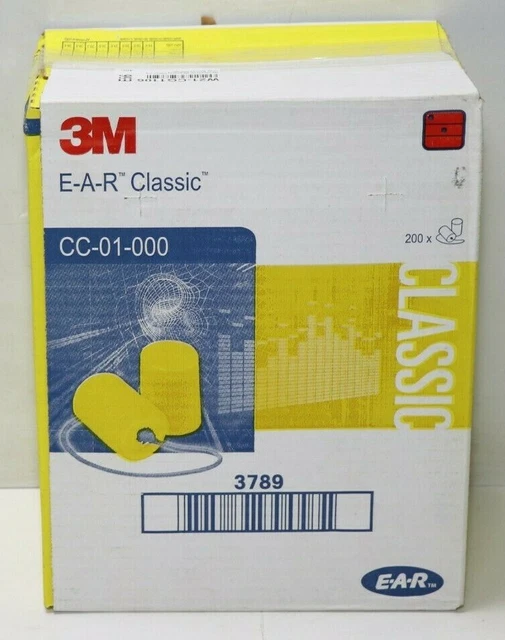 3M
E-A-R™ Classic™
CC-01-000
200 x
CLASSIC
3789
E-A-R™